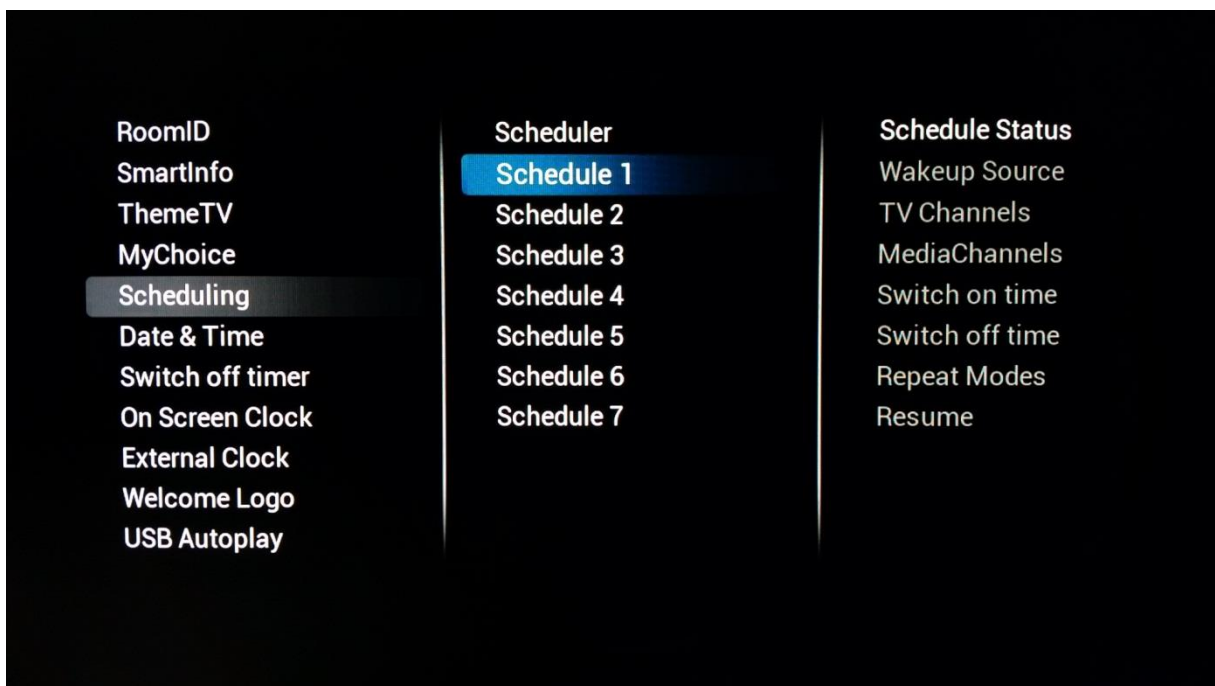 RoomID
SmartInfo
ThemeTV
MyChoice
Scheduling
Date & Time
Switch off timer
On Screen Clock
External Clock
Welcome Logo
USB Autoplay
Scheduler
Schedule 1
Schedule 2
Schedule 3
Schedule 4
Schedule 5
Schedule 6
Schedule 7
Schedule Status
Wakeup Source
TV Channels
MediaChannels
Switch on time
Switch off time
Repeat Modes
Resume